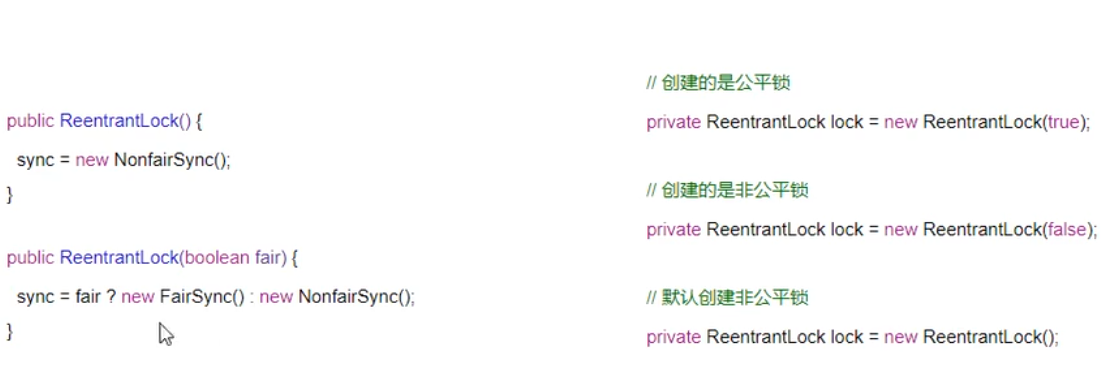 public ReentrantLock() {
sync = new NonfairSync();
}
public ReentrantLock(boolean fair) {
sync = fair ? new FairSync() : new NonfairSync();
}
// 创建的是公平锁
private ReentrantLock lock = new ReentrantLock(true);
// 创建的是非公平锁
private ReentrantLock lock = new ReentrantLock(false);
// 默认创建非公平锁
private ReentrantLock lock = new ReentrantLock();